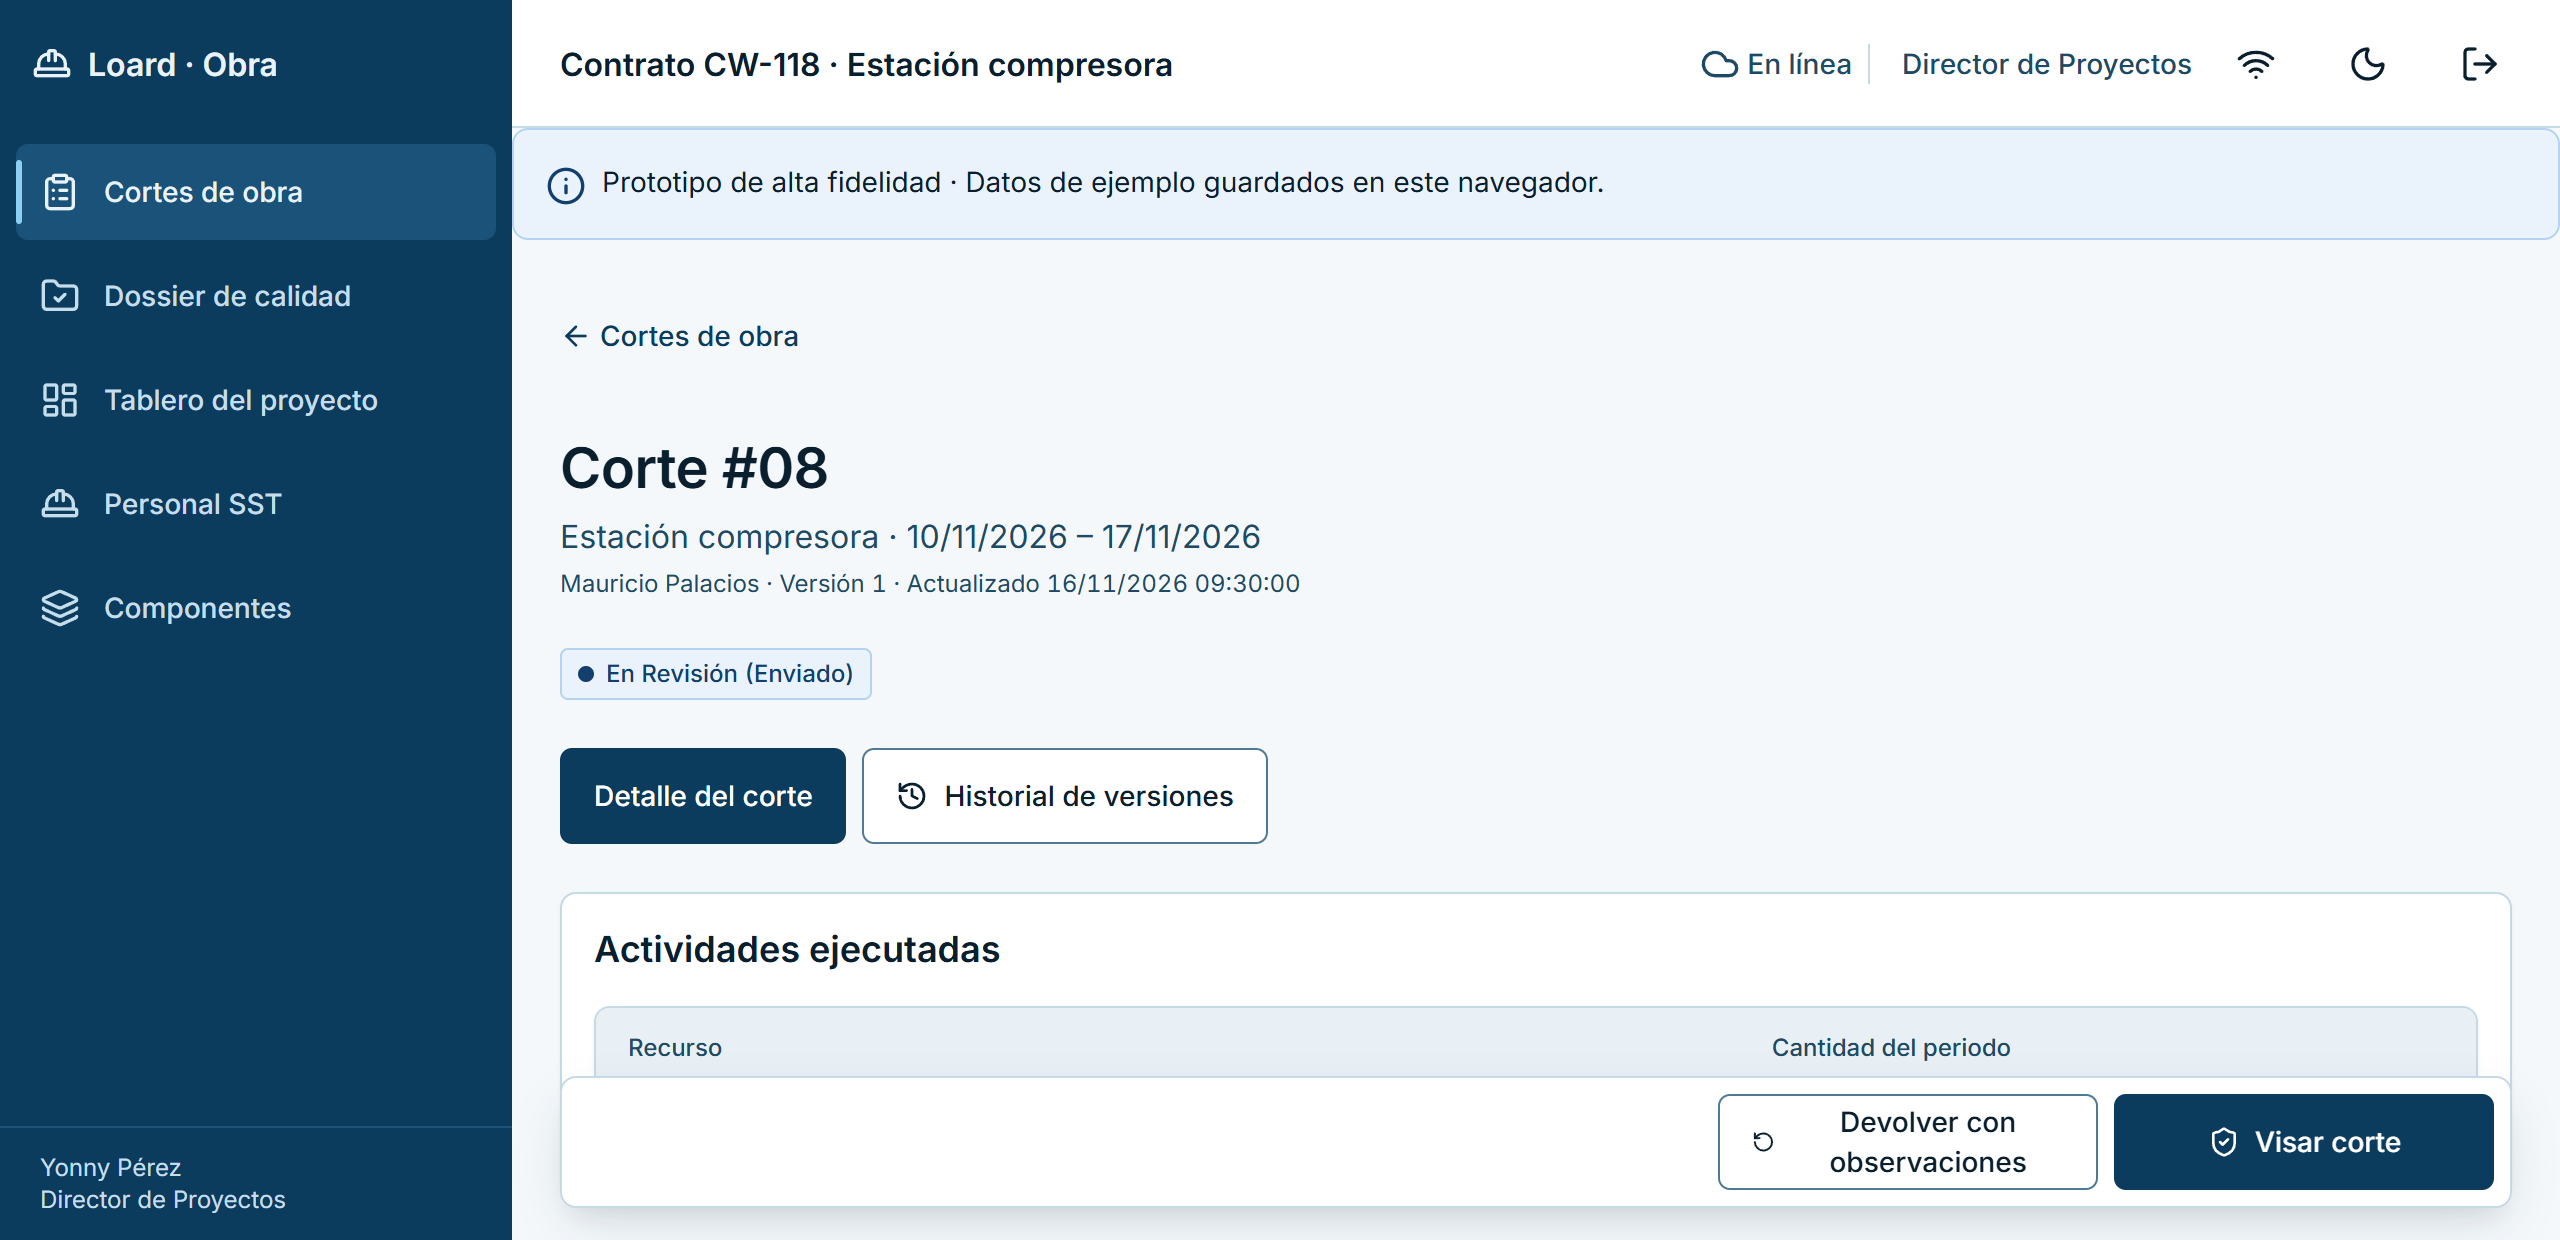 Loard · Obra
Cortes de obra
Dossier de calidad
Tablero del proyecto
Personal SST
Componentes
Yonny Pérez
Director de Proyectos
Contrato CW-118 · Estación compresora
En línea
Director de Proyectos
Prototipo de alta fidelidad · Datos de ejemplo guardados en este navegador.
Cortes de obra
Corte #08
Estación compresora · 10/11/2026 – 17/11/2026
Mauricio Palacios · Versión 1 · Actualizado 16/11/2026 09:30:00
En Revisión (Enviado)
Detalle del corte
Historial de versiones
Actividades ejecutadas
Recurso
Cantidad del periodo
Devolver con
observaciones
Visar corte